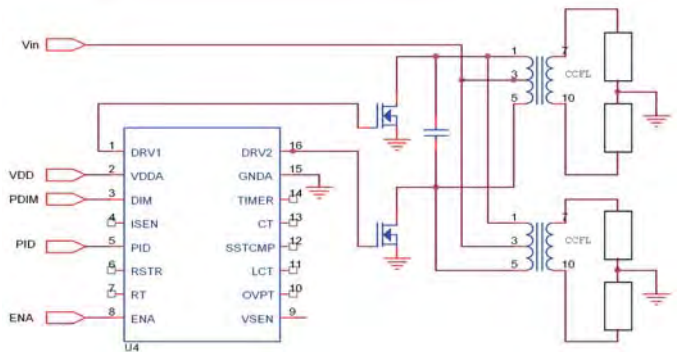 Vin
1
7
3
CCFL
5
10
1
DRV1
DRV2
16
VDD
2
VDDA
GNDA
15
PDIM
3
DIM
TIMER
14
4
ISEN
CT
13
PID
5
PID
SSTCMP
12
6
RSTR
LCT
11
7
RT
OVPT
10
ENA
8
ENA
VSEN
9
U4
1
7
3
CCFL
5
10